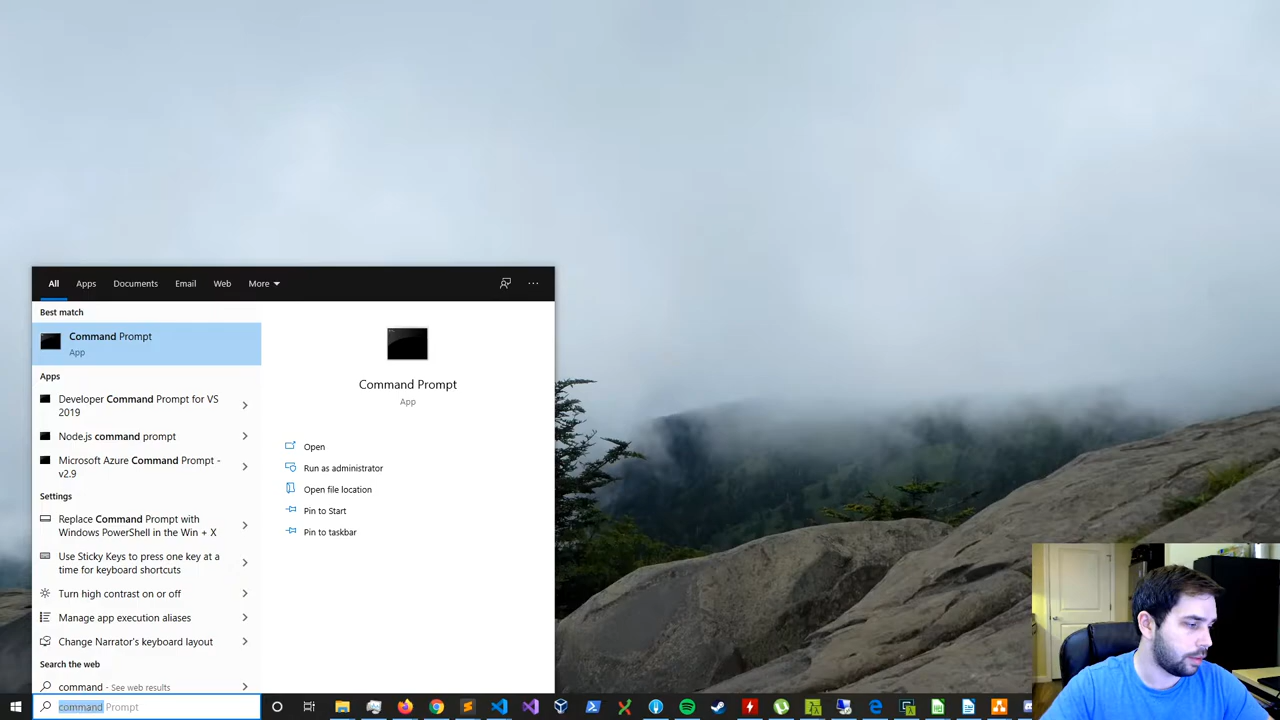 All Apps Documents Email Web More
Best match
Command Prompt
App
Apps
Developer Command Prompt for VS
2019
Node.js command prompt
Microsoft Azure Command Prompt -
v2.9
Settings
Replace Command Prompt with
Windows PowerShell in the Win + X
Use Sticky Keys to press one key at a
time for keyboard shortcuts
Turn high contrast on or off
Manage app execution aliases
Change Narrator's keyboard layout
Search the web
command - See web results
command Prompt
Command Prompt
App
Open
Run as administrator
Open file location
Pin to Start
Pin to taskbar